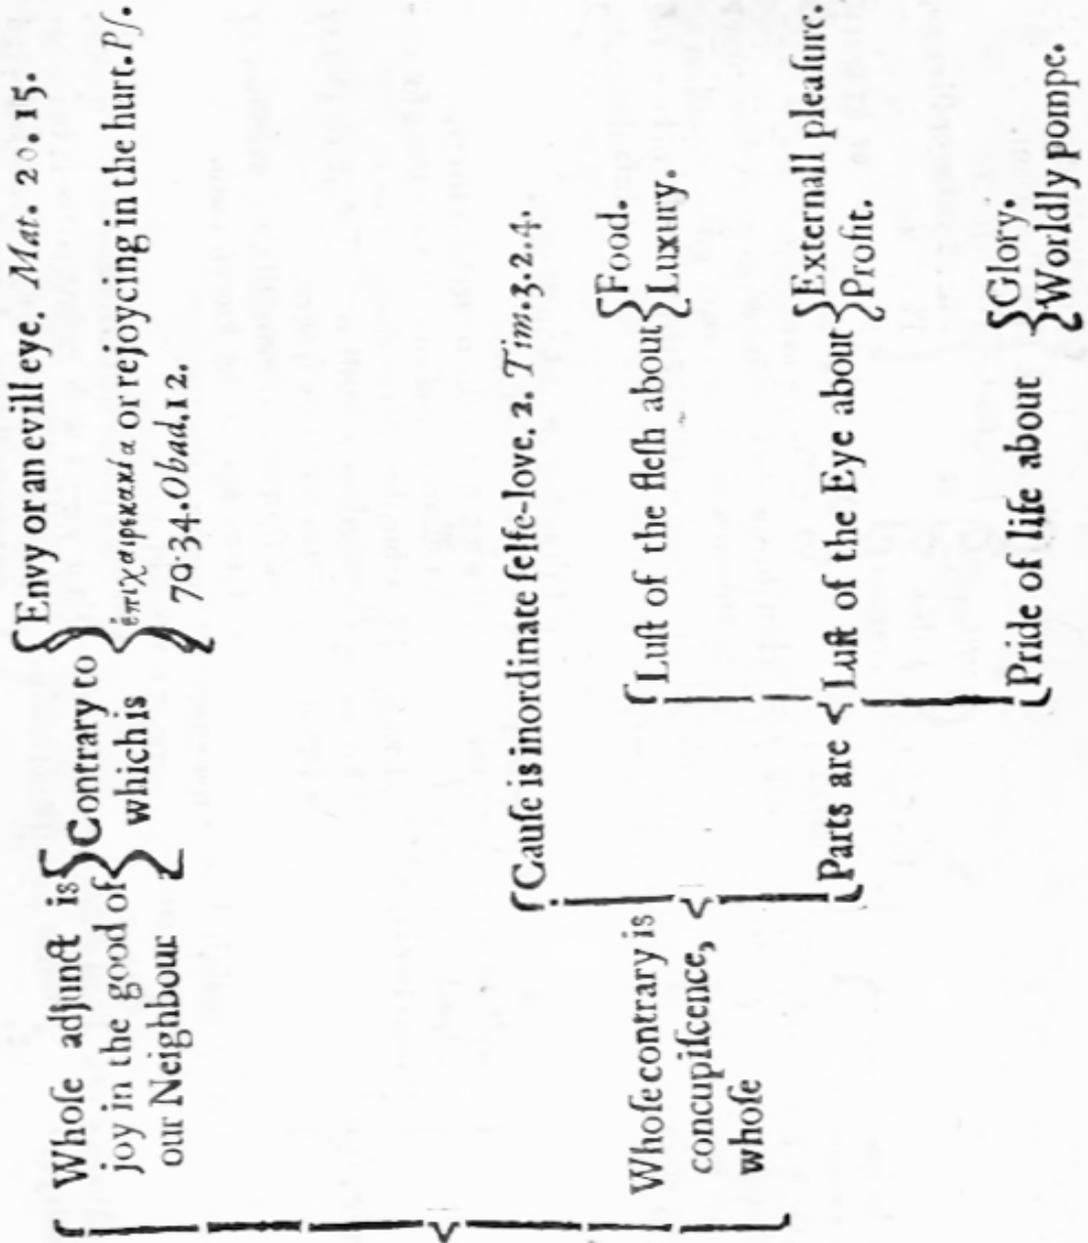 Whoſe adjunct is
joy in the good of
our Neighbour
Contrary to
which is
Envy or an evill eye. Mat. 20. 15.
ἐπιχαιρεκακία or rejoycing in the hurt. Pſ.
70.34. Obad. 12.
Whoſe contrary is
concupiſcence,
whoſe
Cauſe is inordinate ſelfe-love. 2. Tim. 3.2.4.
Parts are
Luſt of the fleſh about
Food.
Luxury.
Luſt of the Eye about
Externall pleaſure.
Profit.
Pride of life about
Glory.
Worldly pompe.